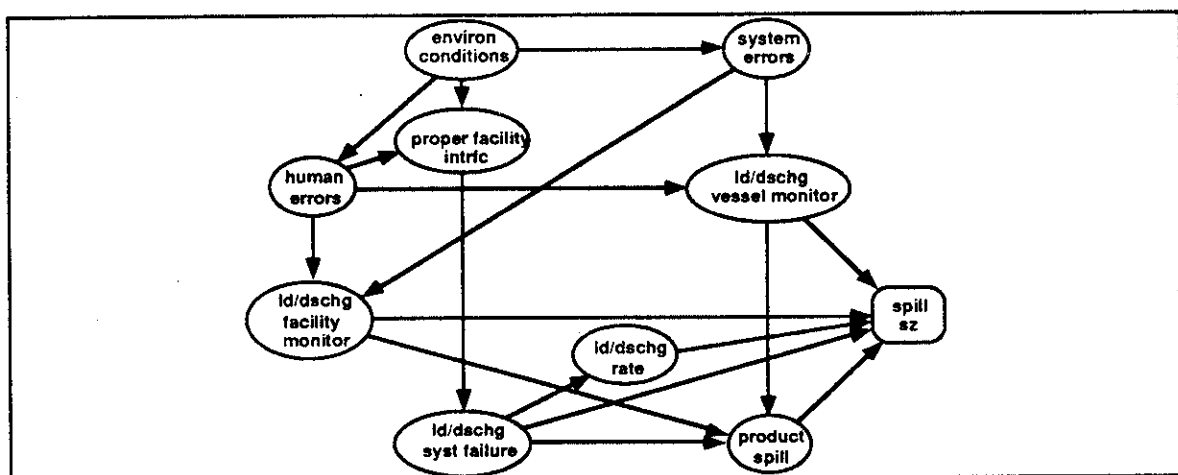 environ
conditions
system
errors
proper facility
intrfc
human
errors
ld/dschg
vessel monitor
ld/dschg
facility
monitor
spill
sz
ld/dschg
rate
ld/dschg
syst failure
product
spill